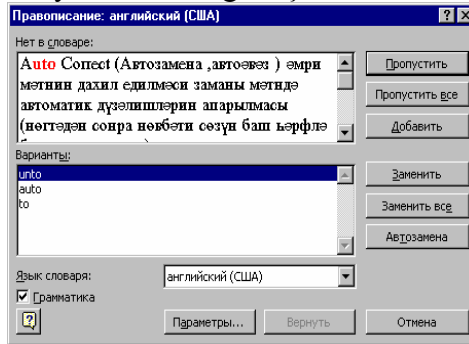 Правописание: английский (США)
Нет в словаре:
Auto Correct (Автозамена ,автоәвәз ) әмри
мәтнин дахил едилмәси заманы мәтндә
автоматик дүзәлишләрин апарылмасы
(нөгтәдән сонра нөвбәти сөзүн баш һәрфлә
Пропустить
Пропустить все
Добавить
Варианты:
unto
auto
to
Заменить
Заменить все
Автозамена
Язык словаря:
английский (США)
Грамматика
Параметры...
Вернуть
Отмена